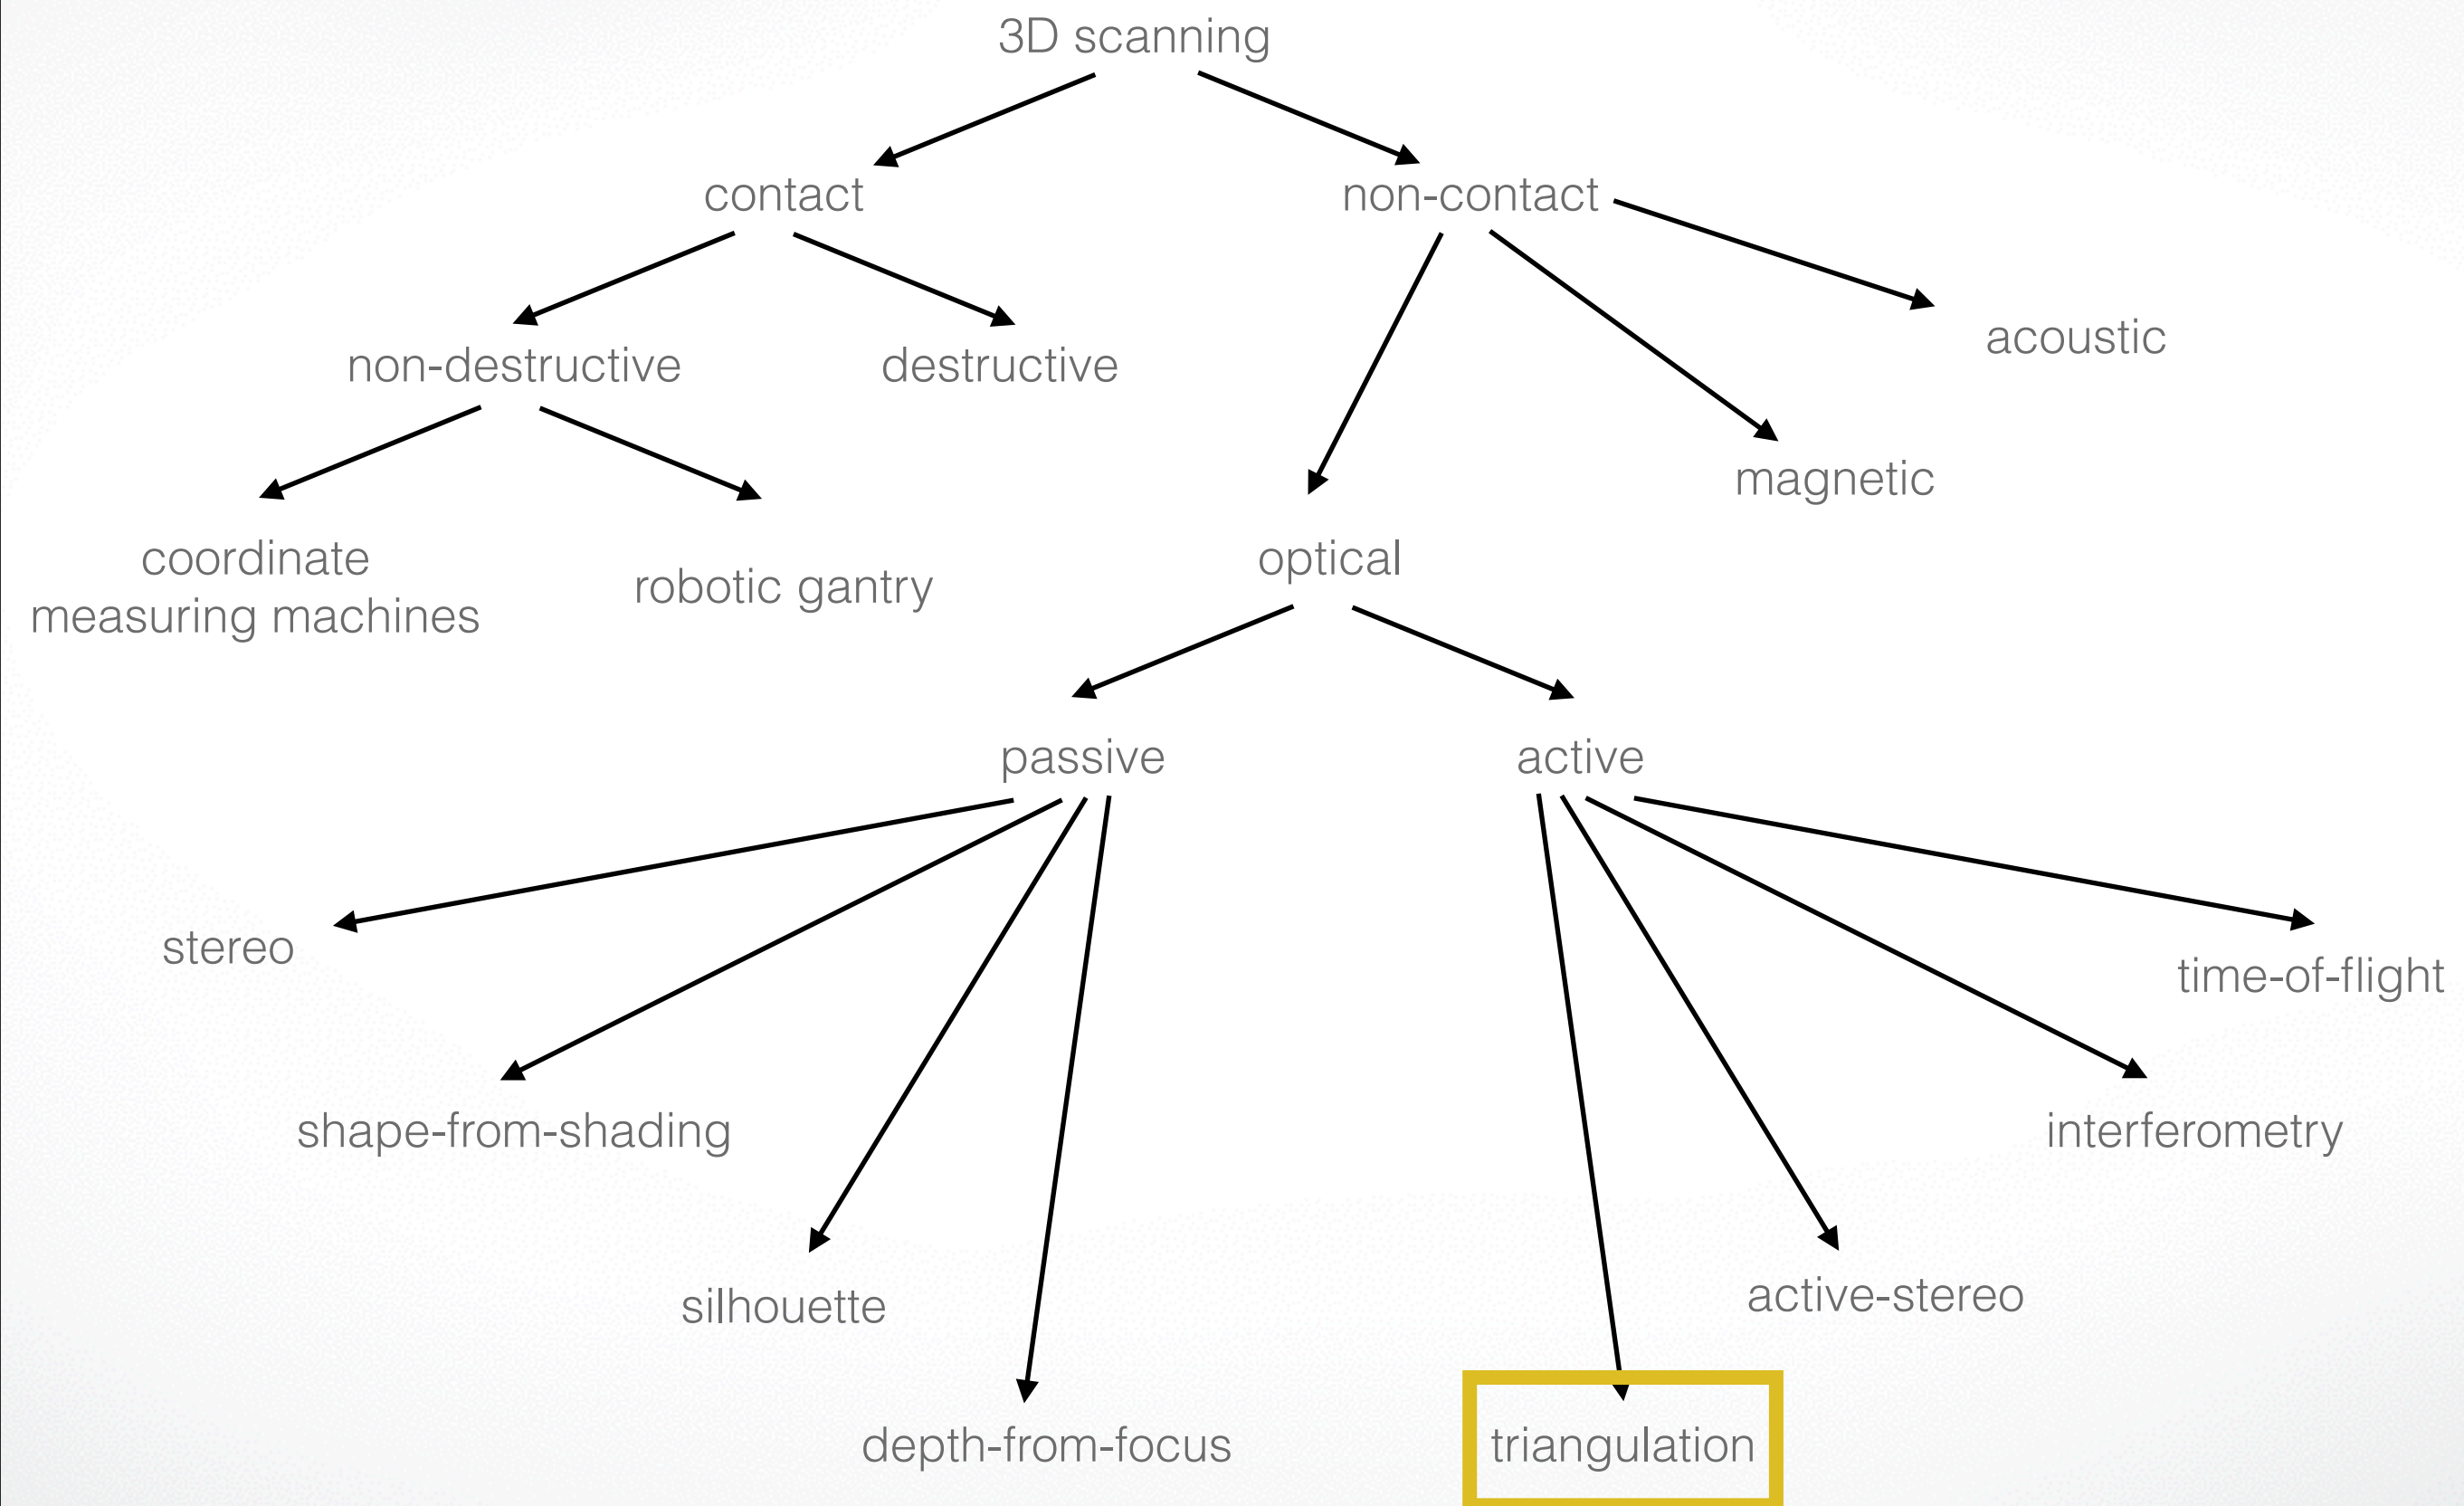 3D scanning
contact
non-contact
non-destructive
destructive
acoustic
magnetic
coordinate
measuring machines
robotic gantry
optical
passive
active
stereo
time-of-flight
shape-from-shading
interferometry
silhouette
active-stereo
depth-from-focus
triangulation